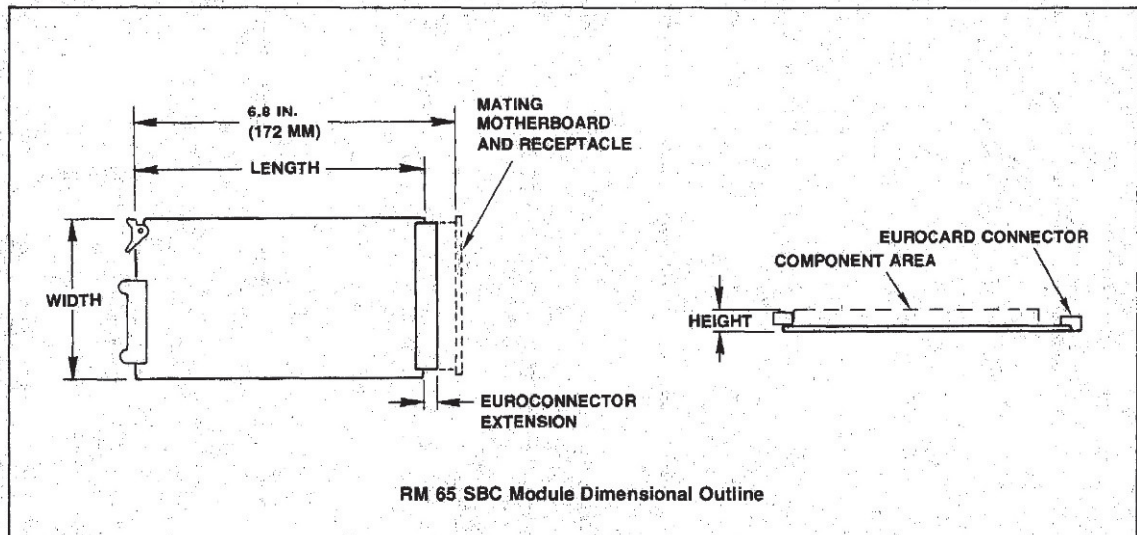 6.8 IN.
(172 MM)
LENGTH
MATING
MOTHERBOARD
AND RECEPTACLE
WIDTH
EUROCONNECTOR
EXTENSION
EUROCARD CONNECTOR
COMPONENT AREA
HEIGHT
RM 65 SBC Module Dimensional Outline